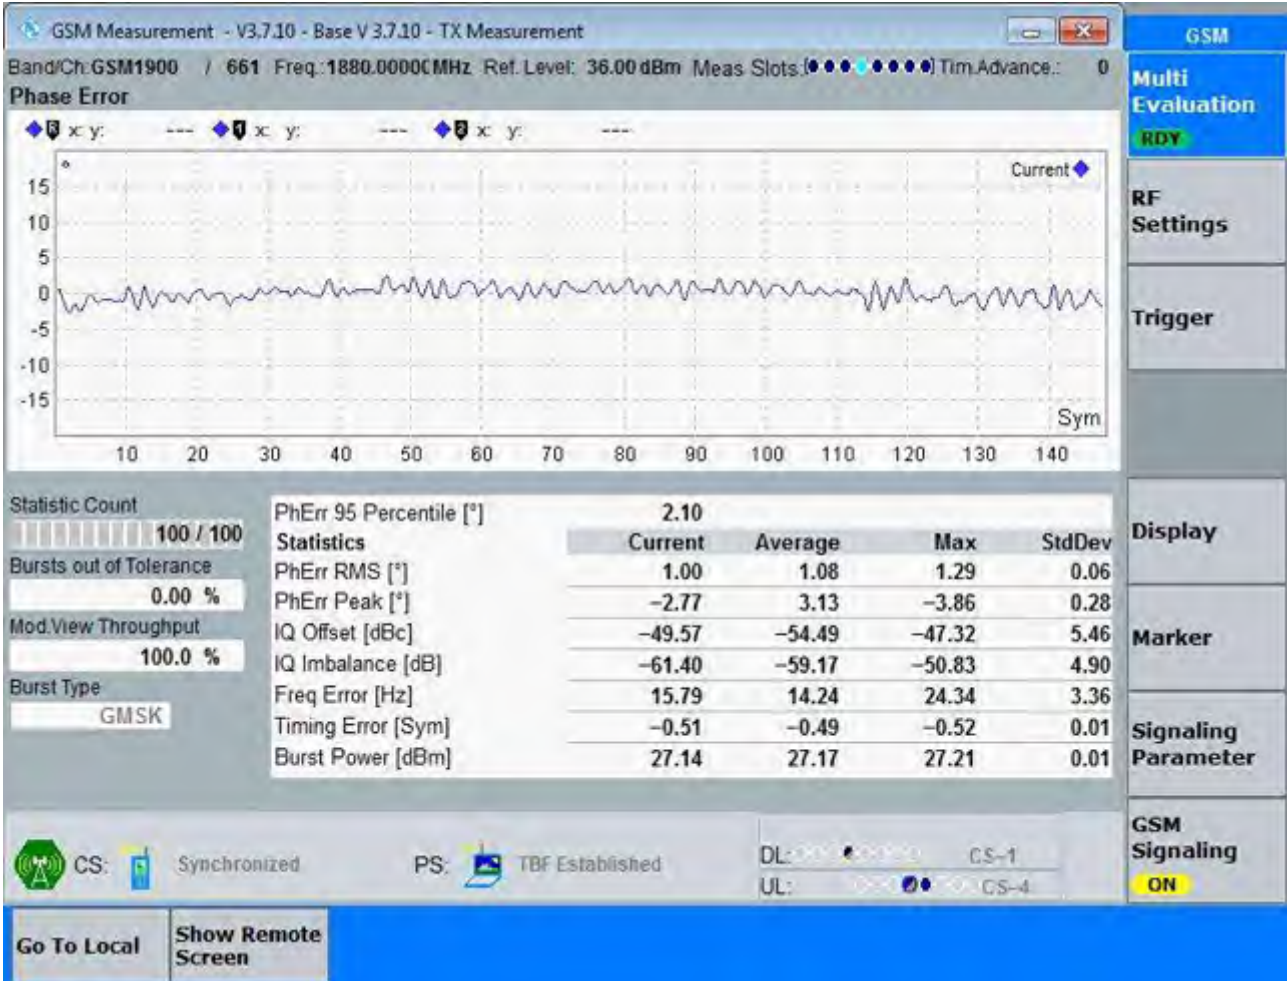 GSM Measurement - V3.7.10 - Base V 3.7.10 - TX Measurement
GSM
Band/Ch: GSM1900 / 661 Freq.: 1880.00000 MHz Ref. Level: 36.00 dBm Meas Slots: Tim.Advance.: 0
Phase Error
Multi
Evaluation
RDY
R x: y: --- 1 x: y: --- 2 x: y: ---
Current
15
10
5
0
-5
-10
-15
Sym
10 20 30 40 50 60 70 80 90 100 110 120 130 140
RF
Settings
Trigger
Display
Marker
Signaling
Parameter
GSM
Signaling
ON
Statistic Count
100 / 100
Bursts out of Tolerance
0.00 %
Mod.View Throughput
100.0 %
Burst Type
GMSK
PhErr 95 Percentile [°] 2.10
Statistics Current Average Max StdDev
PhErr RMS [°] 1.00 1.08 1.29 0.06
PhErr Peak [°] −2.77 3.13 −3.86 0.28
IQ Offset [dBc] −49.57 −54.49 −47.32 5.46
IQ Imbalance [dB] −61.40 −59.17 −50.83 4.90
Freq Error [Hz] 15.79 14.24 24.34 3.36
Timing Error [Sym] −0.51 −0.49 −0.52 0.01
Burst Power [dBm] 27.14 27.17 27.21 0.01
CS: Synchronized PS: TBF Established
DL: CS-1
UL: CS-4
Go To Local
Show Remote
Screen